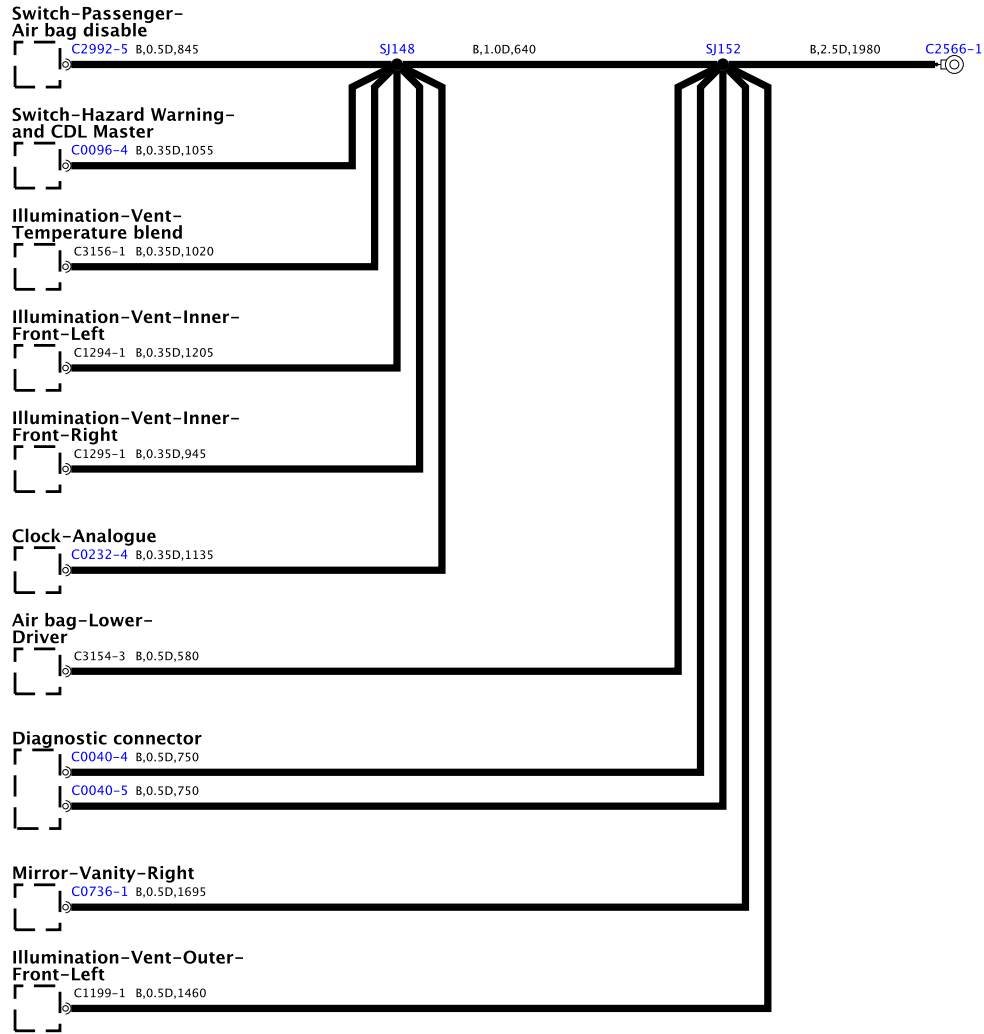 Switch-Passenger-
Air bag disable
C2992-5 B,0.5D,845 SJ148 B,1.0D,640 SJ152 B,2.5D,1980 C2566-1
Switch-Hazard Warning-
and CDL Master
C0096-4 B,0.35D,1055
Illumination-Vent-
Temperature blend
C3156-1 B,0.35D,1020
Illumination-Vent-Inner-
Front-Left
C1294-1 B,0.35D,1205
Illumination-Vent-Inner-
Front-Right
C1295-1 B,0.35D,945
Clock-Analogue
C0232-4 B,0.35D,1135
Air bag-Lower-
Driver
C3154-3 B,0.5D,580
Diagnostic connector
C0040-4 B,0.5D,750
C0040-5 B,0.5D,750
Mirror-Vanity-Right
C0736-1 B,0.5D,1695
Illumination-Vent-Outer-
Front-Left
C1199-1 B,0.5D,1460